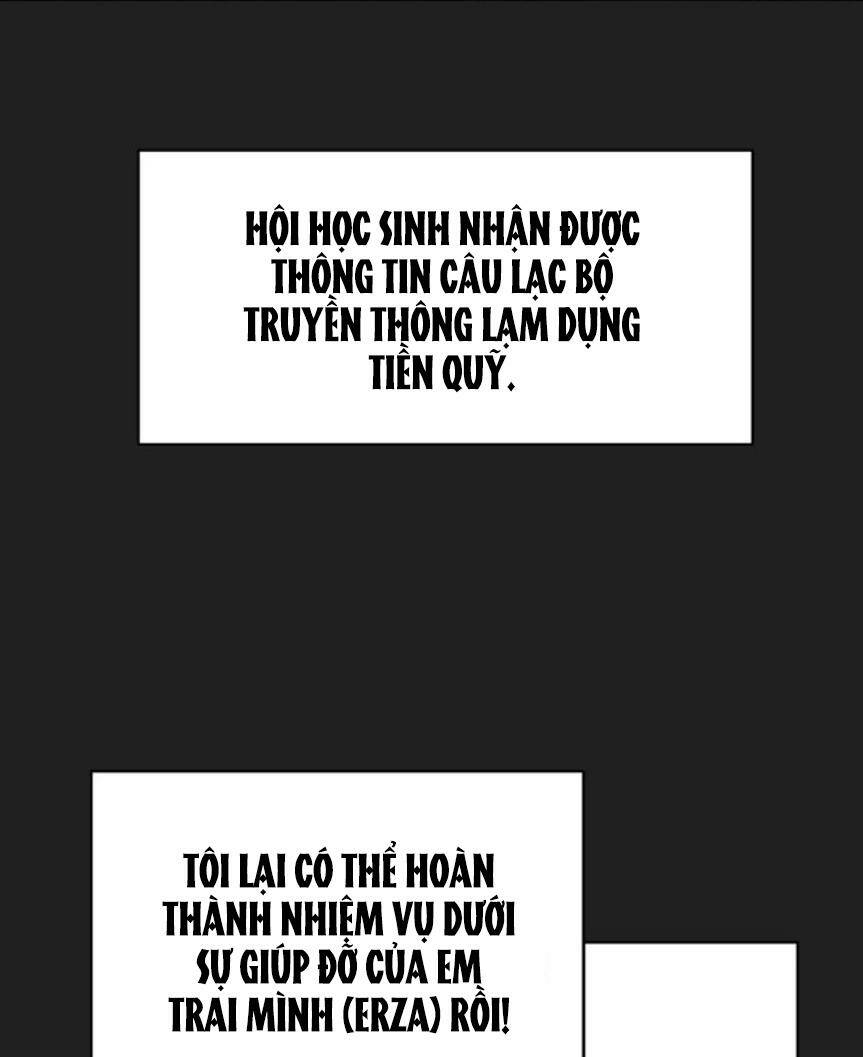 HỘI HỌC SINH NHẬN ĐƯỢC
THÔNG TIN CÂU LẠC BỘ
TRUYỀN THÔNG LẠM DỤNG
TIỀN QUỸ.
TÔI LẠI CÓ THỂ HOÀN
THÀNH NHIỆM VỤ DƯỚI
SỰ GIÚP ĐỠ CỦA EM
TRAI MÌNH (ERZA) RỒI!